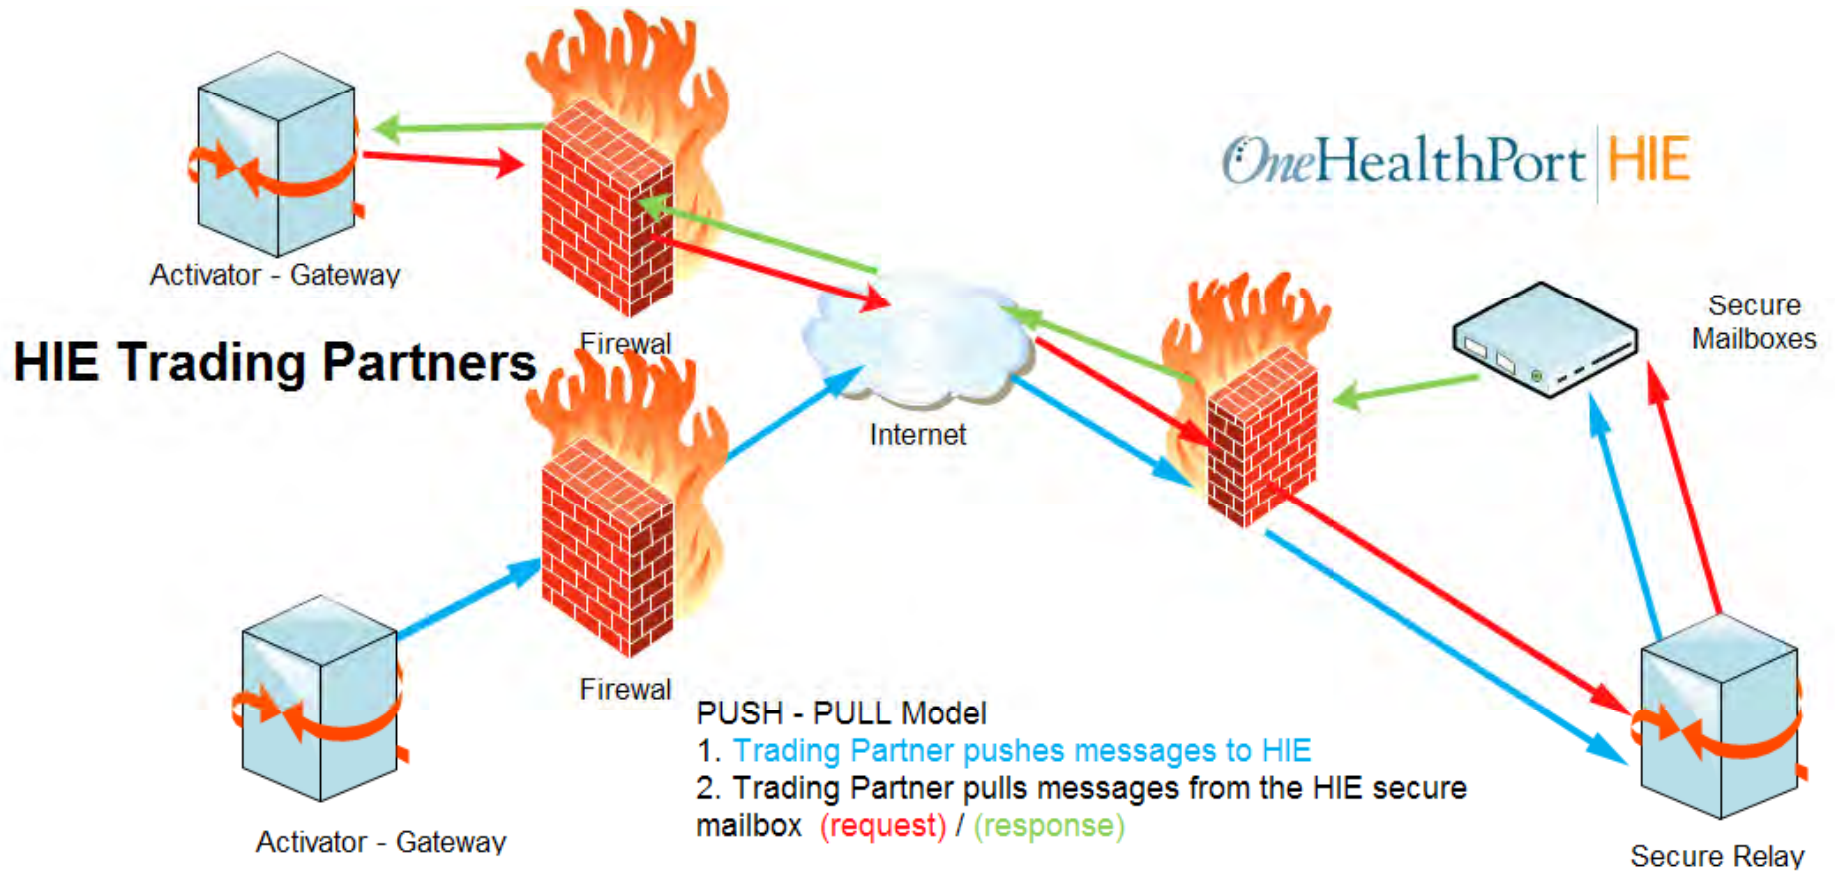 OneHealthPort HIE
Activator - Gateway
Secure
Mailboxes
Firewal
HIE Trading Partners
Internet
Firewal
PUSH - PULL Model
1. Trading Partner pushes messages to HIE
2. Trading Partner pulls messages from the HIE secure
mailbox (request) / (response)
Activator - Gateway
Secure Relay